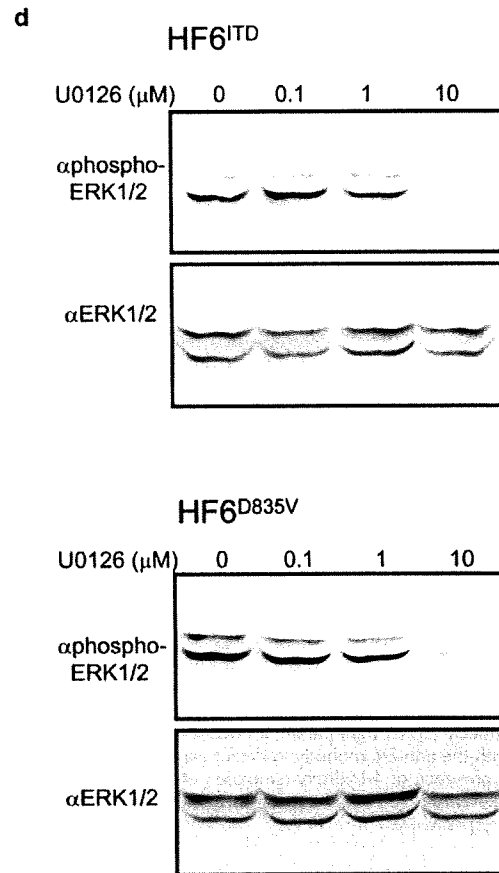 d
HF6ITD
U0126 (μM) 0 0.1 1 10
αphospho-
ERK1/2
αERK1/2
HF6D835V
U0126 (μM) 0 0.1 1 10
αphospho-
ERK1/2
αERK1/2